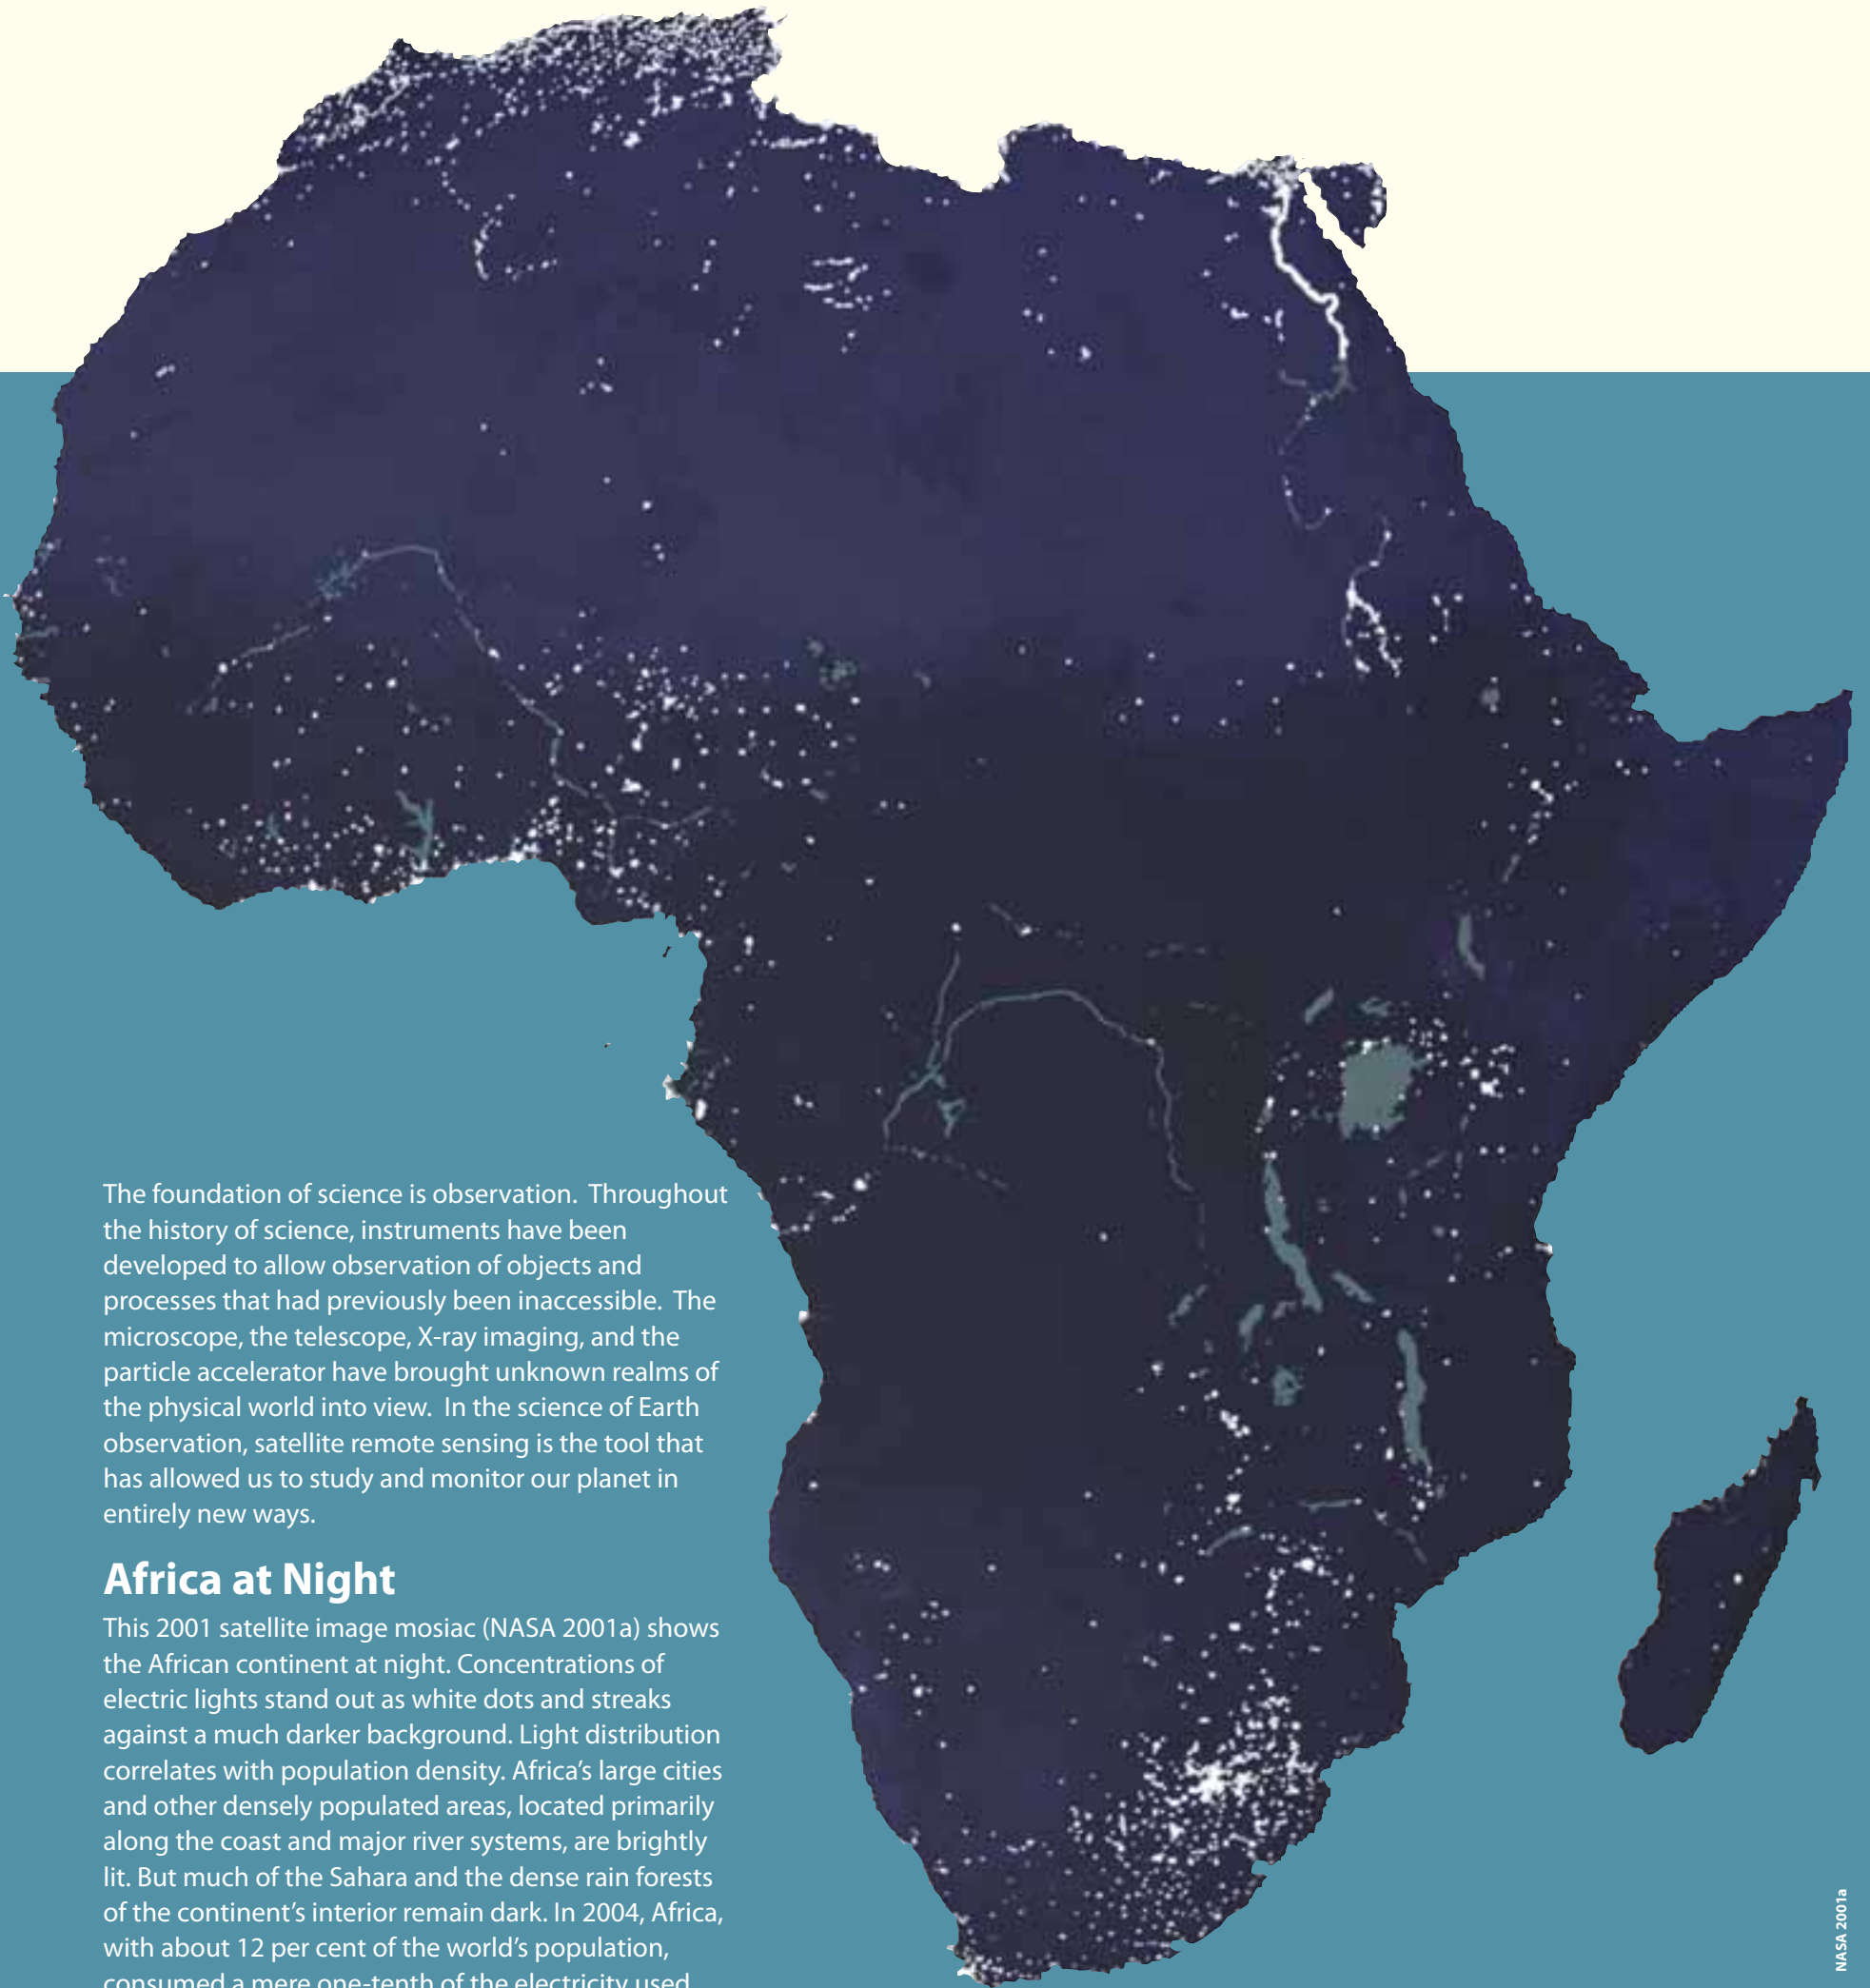 The foundation of science is observation.  Throughout
the history of science, instruments have been
developed to allow observation of objects and
processes that had previously been inaccessible.  The
microscope, the telescope, X-ray imaging, and the
particle accelerator have brought unknown realms of
the physical world into view.  In the science of Earth
observation, satellite remote sensing is the tool that
has allowed us to study and monitor our planet in
entirely new ways.
Africa at Night
This 2001 satellite image mosiac (NASA 2001a) shows
the African continent at night. Concentrations of
electric lights stand out as white dots and streaks
against a much darker background. Light distribution
correlates with population density. Africa’s large cities
and other densely populated areas, located primarily
along the coast and major river systems, are brightly
lit. But much of the Sahara and the dense rain forests
of the continent’s interior remain dark. In 2004, Africa,
with about 12 per cent of the world’s population,
consumed a mere one-tenth of the electricity used
NASA 2001a